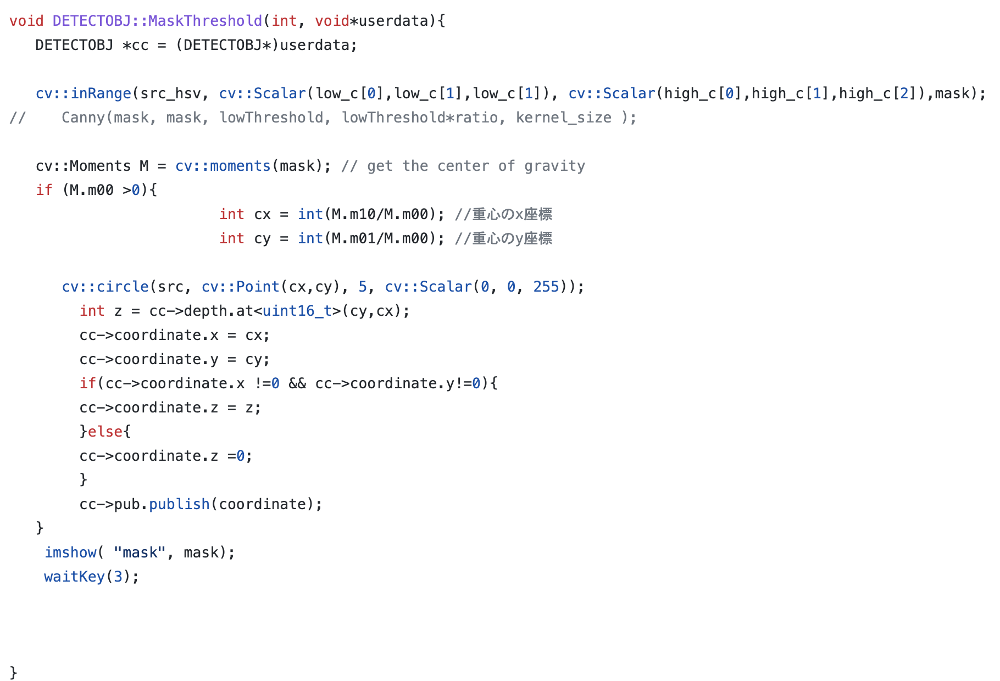 void DETECTOBJ::MaskThreshold(int, void*userdata){
   DETECTOBJ *cc = (DETECTOBJ*)userdata;

   cv::inRange(src_hsv, cv::Scalar(low_c[0],low_c[1],low_c[1]), cv::Scalar(high_c[0],high_c[1],high_c[2]),mask);
//    Canny(mask, mask, lowThreshold, lowThreshold*ratio, kernel_size );

   cv::Moments M = cv::moments(mask); // get the center of gravity
   if (M.m00 >0){
                        int cx = int(M.m10/M.m00); //重心のx座標
                        int cy = int(M.m01/M.m00); //重心のy座標

      cv::circle(src, cv::Point(cx,cy), 5, cv::Scalar(0, 0, 255));
        int z = cc->depth.at<uint16_t>(cy,cx);
        cc->coordinate.x = cx;
        cc->coordinate.y = cy;
        if(cc->coordinate.x !=0 && cc->coordinate.y!=0){
        cc->coordinate.z = z;
        }else{
        cc->coordinate.z =0;
        }
        cc->pub.publish(coordinate);
   }
    imshow( "mask", mask);
    waitKey(3);

}